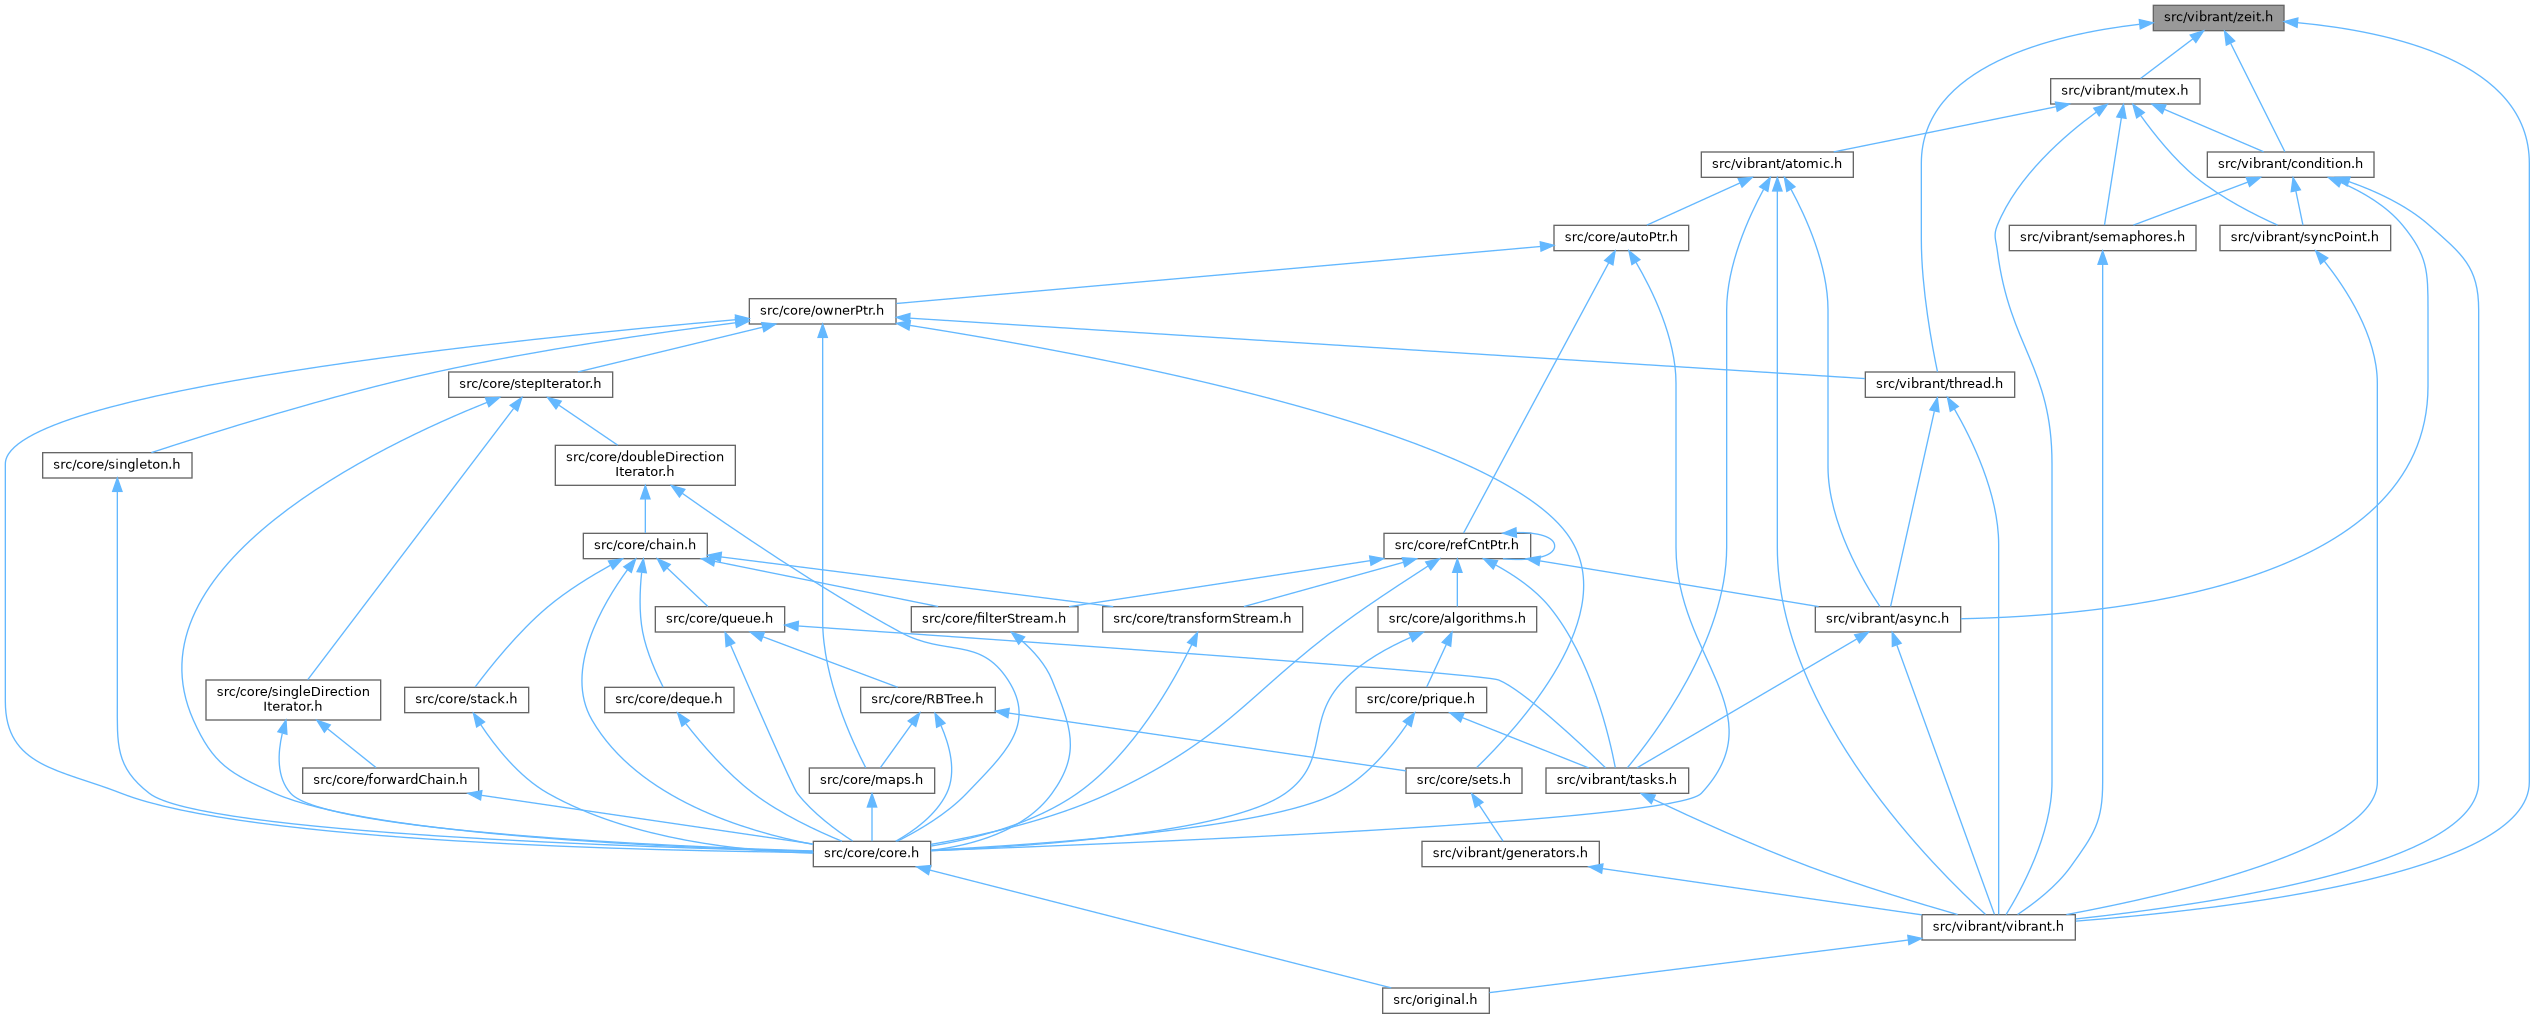 src/vibrant/zeit.h
src/vibrant/mutex.h
src/vibrant/atomic.h
src/vibrant/condition.h
src/core/autoPtr.h
src/vibrant/semaphores.h
src/vibrant/syncPoint.h
src/core/ownerPtr.h
src/core/stepIterator.h
src/vibrant/thread.h
src/core/singleton.h
src/core/doubleDirection
Iterator.h
src/core/chain.h
src/core/refCntPtr.h
src/core/queue.h
src/core/filterStream.h
src/core/transformStream.h
src/core/algorithms.h
src/vibrant/async.h
src/core/singleDirection
Iterator.h
src/core/stack.h
src/core/deque.h
src/core/RBTree.h
src/core/prique.h
src/core/forwardChain.h
src/core/maps.h
src/core/sets.h
src/vibrant/tasks.h
src/core/core.h
src/vibrant/generators.h
src/vibrant/vibrant.h
src/original.h